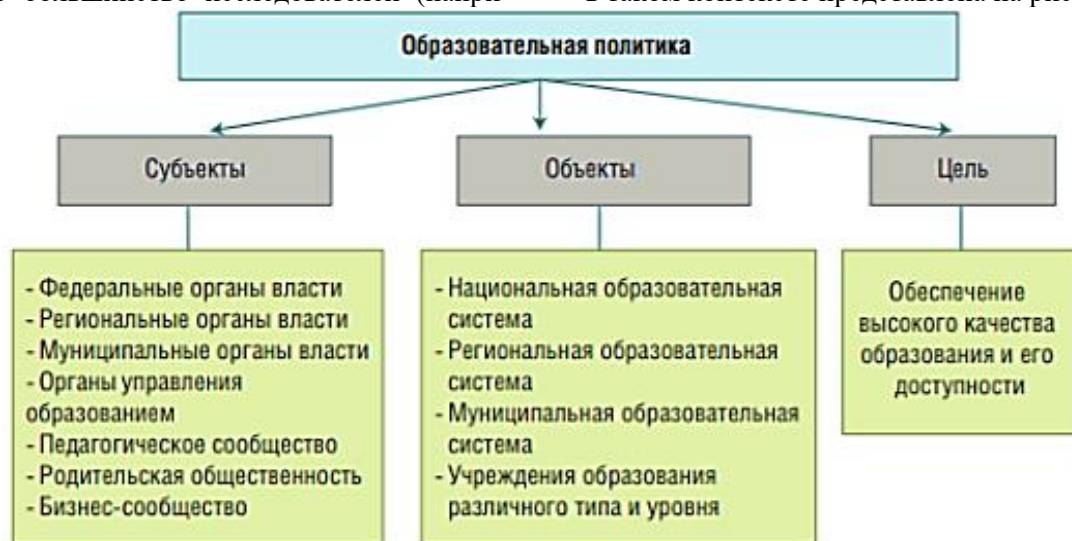 Образовательная политика
Субъекты
Объекты
Цель
- Федеральные органы власти
- Региональные органы власти
- Муниципальные органы власти
- Органы управления
образованием
- Педагогическое сообщество
- Родительская общественность
- Бизнес-сообщество
- Национальная образовательная
система
- Региональная образовательная
система
- Муниципальная образовательная
система
- Учреждения образования
различного типа и уровня
Обеспечение
высокого качества
образования и его
доступности